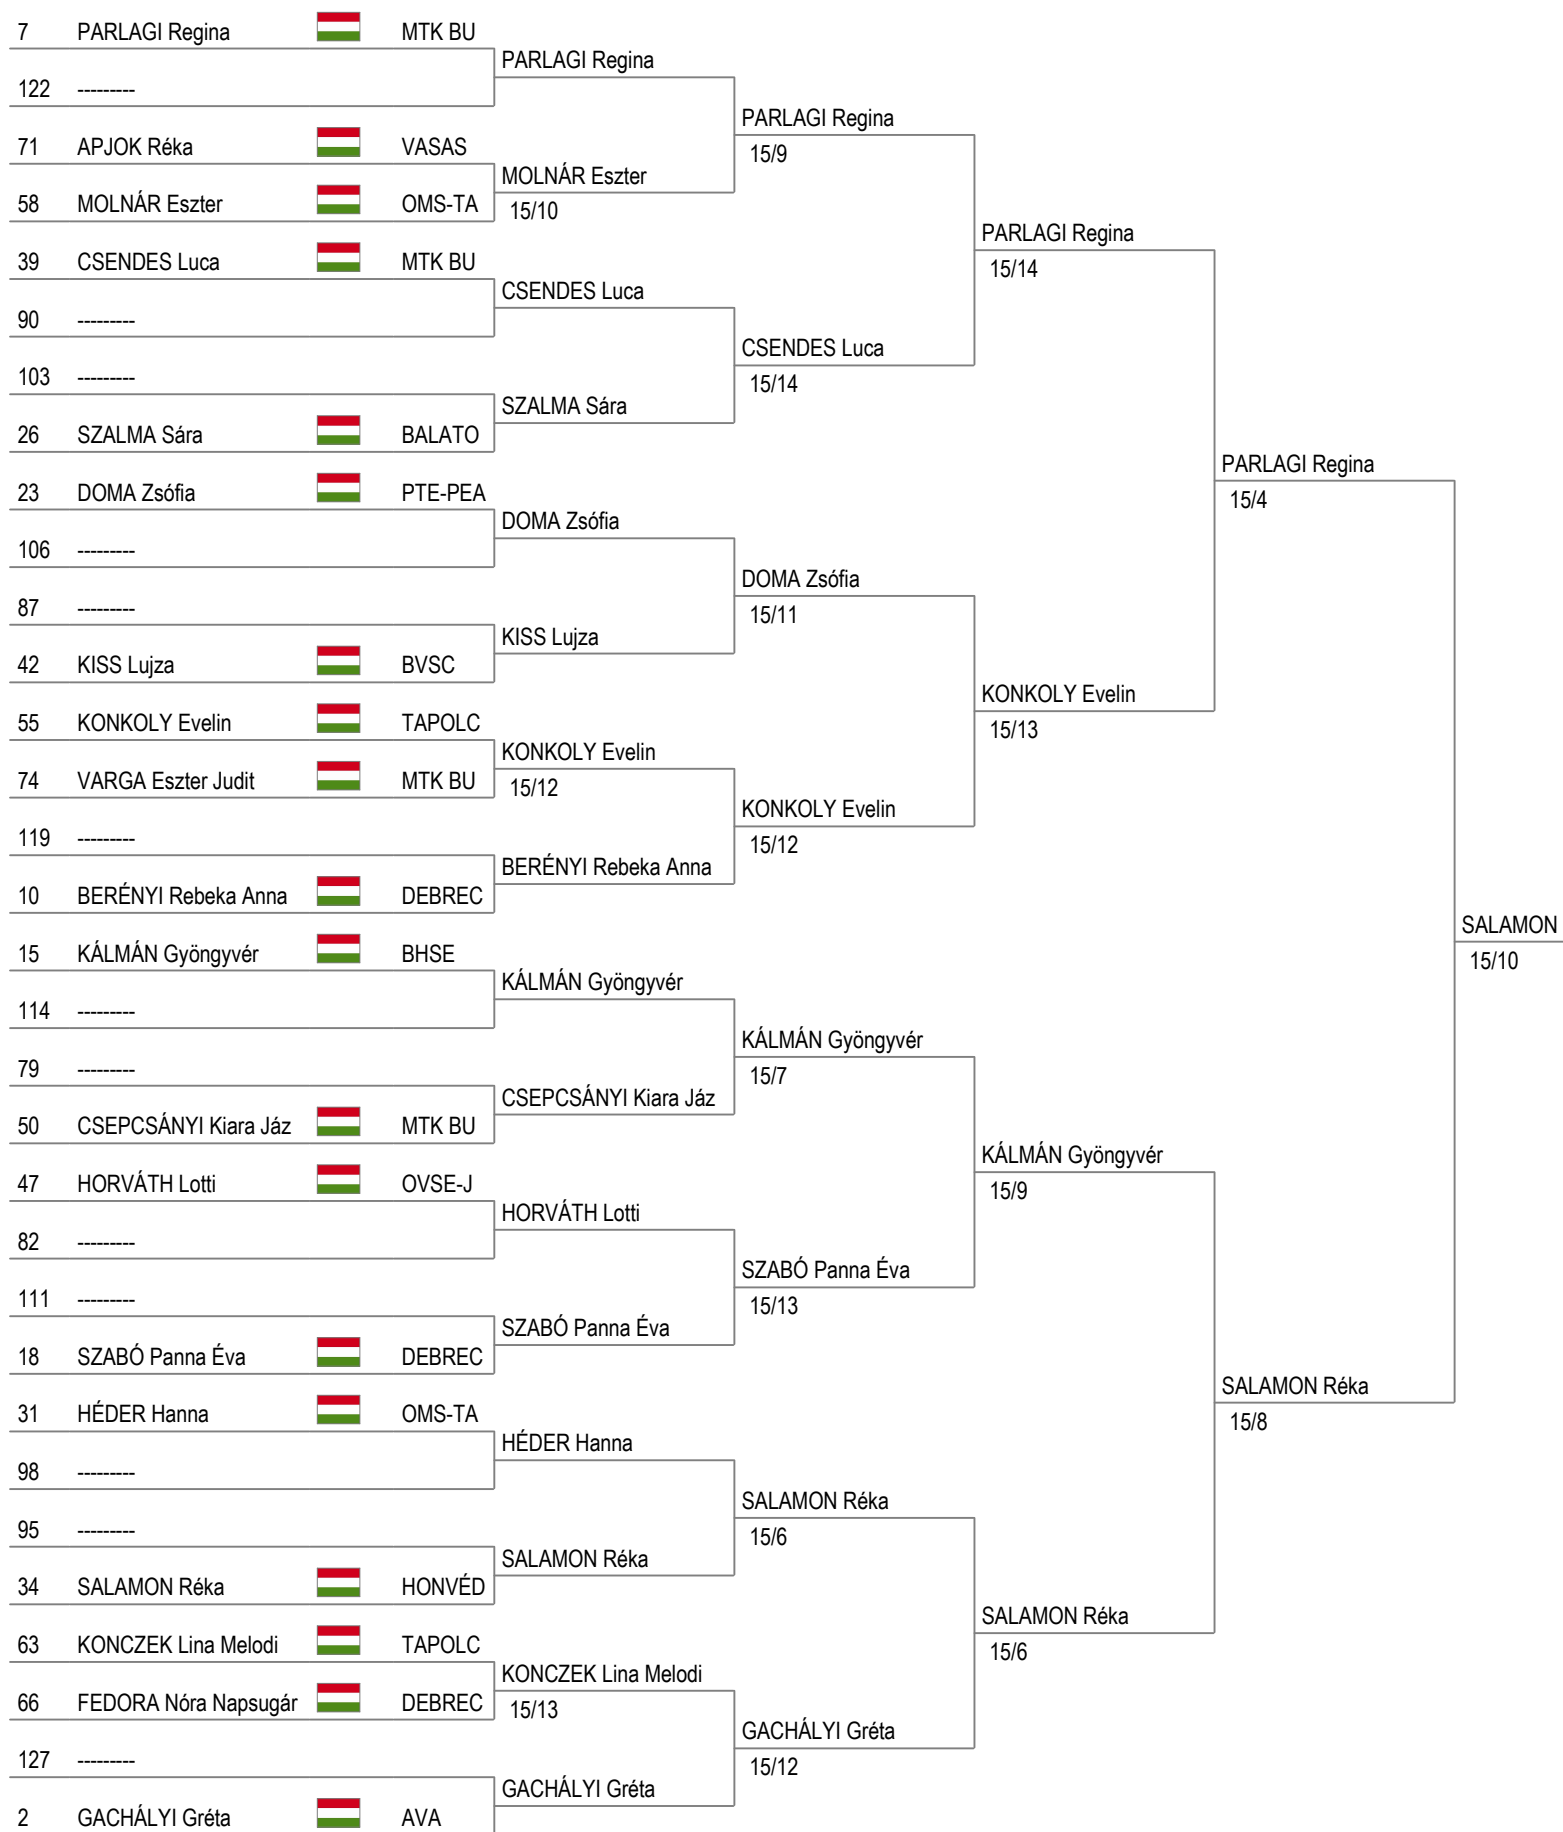 7 PARLAGI Regina MTK BU
PARLAGI Regina
122 ---------
PARLAGI Regina
71 APJOK Réka VASAS
15/9
MOLNÁR Eszter
58 MOLNÁR Eszter OMS-TA
15/10
PARLAGI Regina
39 CSENDES Luca MTK BU
15/14
CSENDES Luca
90 ---------
CSENDES Luca
103 ---------
15/14
SZALMA Sára
26 SZALMA Sára BALATO
PARLAGI Regina
23 DOMA Zsófia PTE-PEA
15/4
DOMA Zsófia
106 ---------
DOMA Zsófia
87 ---------
15/11
KISS Lujza
42 KISS Lujza BVSC
KONKOLY Evelin
55 KONKOLY Evelin TAPOLC
15/13
KONKOLY Evelin
74 VARGA Eszter Judit MTK BU
15/12
KONKOLY Evelin
119 ---------
15/12
BERÉNYI Rebeka Anna
10 BERÉNYI Rebeka Anna DEBREC
SALAMON
15 KÁLMÁN Gyöngyvér BHSE
15/10
KÁLMÁN Gyöngyvér
114 ---------
KÁLMÁN Gyöngyvér
79 ---------
15/7
CSEPCSÁNYI Kiara Jáz
50 CSEPCSÁNYI Kiara Jáz MTK BU
KÁLMÁN Gyöngyvér
47 HORVÁTH Lotti OVSE-J
15/9
HORVÁTH Lotti
82 ---------
SZABÓ Panna Éva
111 ---------
15/13
SZABÓ Panna Éva
18 SZABÓ Panna Éva DEBREC
SALAMON Réka
31 HÉDER Hanna OMS-TA
15/8
HÉDER Hanna
98 ---------
SALAMON Réka
95 ---------
15/6
SALAMON Réka
34 SALAMON Réka HONVÉD
SALAMON Réka
63 KONCZEK Lina Melodi TAPOLC
15/6
KONCZEK Lina Melodi
66 FEDORA Nóra Napsugár DEBREC
15/13
GACHÁLYI Gréta
127 ---------
15/12
GACHÁLYI Gréta
2 GACHÁLYI Gréta AVA